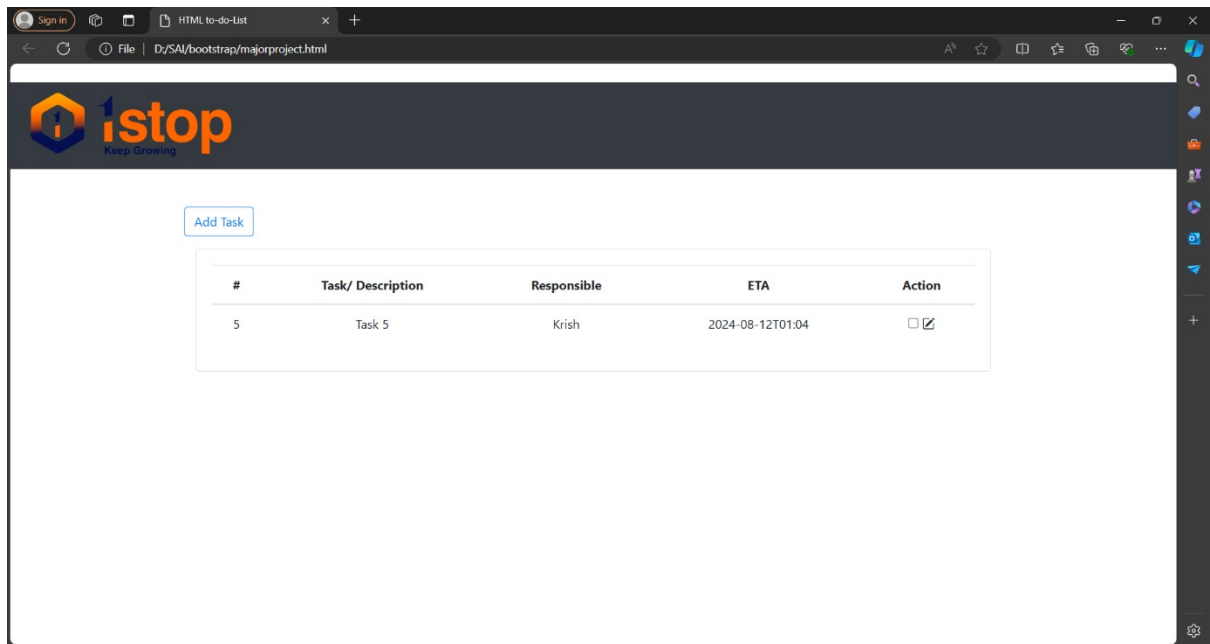 Sign in HTML to-do-List
File D:/SAI/bootstrap/majorproject.html
1stop
Keep Growing
Add Task
# Task/ Description Responsible ETA Action
5 Task 5 Krish 2024-08-12T01:04